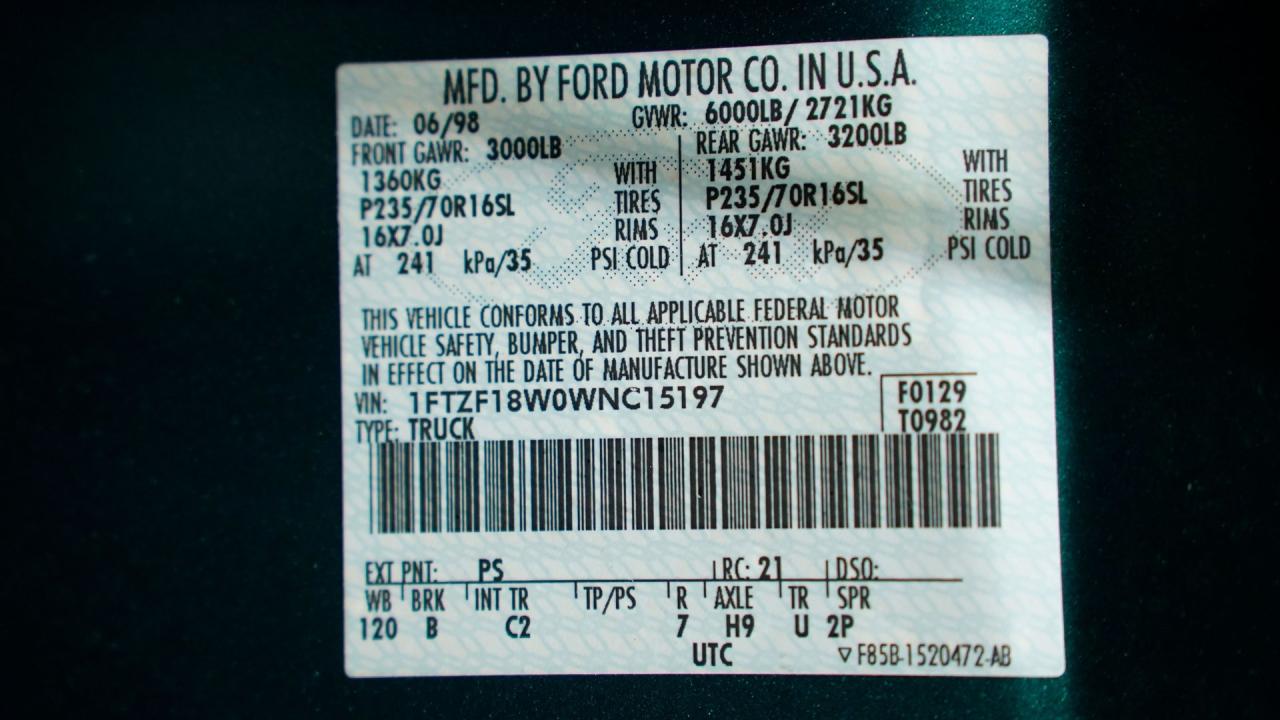 MFD. BY FORD MOTOR CO. IN U.S.A.
DATE: 06/98 GVWR: 6000LB/ 2721KG
FRONT GAWR: 3000LB REAR GAWR: 3200LB
1360KG WITH 1451KG WITH
P235/70R16SL TIRES P235/70R16SL TIRES
16X7.0J RIMS 16X7.0J RIMS
AT 241 kPa/35 PSI COLD AT 241 kPa/35 PSI COLD
THIS VEHICLE CONFORMS TO ALL APPLICABLE FEDERAL MOTOR
VEHICLE SAFETY, BUMPER, AND THEFT PREVENTION STANDARDS
IN EFFECT ON THE DATE OF MANUFACTURE SHOWN ABOVE.
VIN: 1FTZF18W0WNC15197 F0129
TYPE: TRUCK T0982
EXT PNT: PS RC: 21 DSO:
WB BRK INT TR TP/PS R AXLE TR SPR
120 B C2 7 H9 U 2P
UTC ▽ F85B-1520472-AB